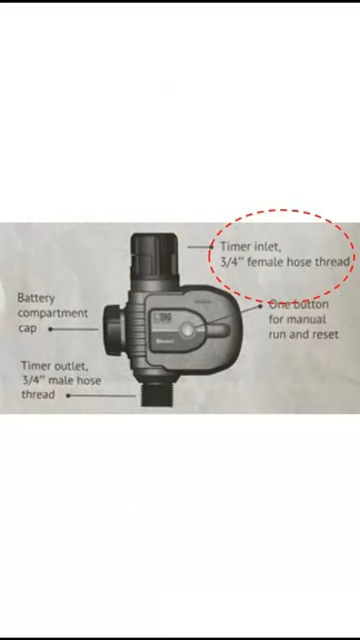 Timer inlet,
3/4" female hose thread
Battery
compartment
cap
One button
for manual
run and reset
Timer outlet,
3/4" male hose
thread